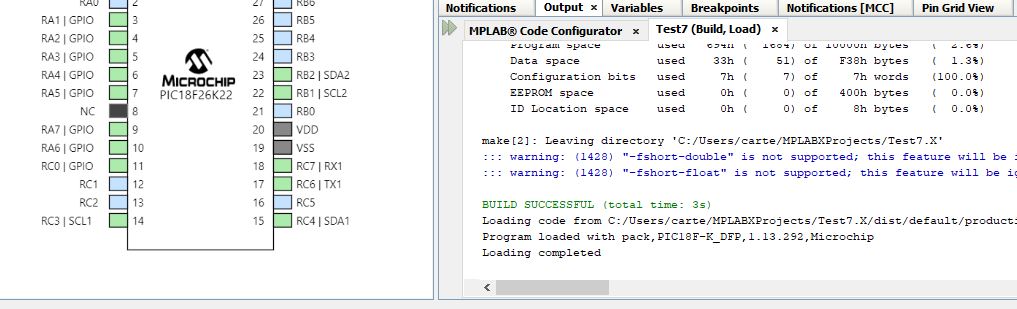 RA0 2 27 RB6
RA1 | GPIO 3 26 RB5
RA2 | GPIO 4 25 RB4
RA3 | GPIO 5 24 RB3
RA4 | GPIO 6 23 RB2 | SDA2
RA5 | GPIO 7 22 RB1 | SCL2
NC 8 21 RB0
RA7 | GPIO 9 20 VDD
RA6 | GPIO 10 19 VSS
RC0 | GPIO 11 18 RC7 | RX1
RC1 12 17 RC6 | TX1
RC2 13 16 RC5
RC3 | SCL1 14 15 RC4 | SDA1
MICROCHIP
PIC18F26K22
Notifications Output × Variables Breakpoints Notifications [MCC] Pin Grid View
MPLAB® Code Configurator × Test7 (Build, Load) ×
Program space used 694h ( 1684) of 10000h bytes ( 2.6%)
Data space used 33h ( 51) of F38h bytes ( 1.3%)
Configuration bits used 7h ( 7) of 7h words (100.0%)
EEPROM space used 0h ( 0) of 400h bytes ( 0.0%)
ID Location space used 0h ( 0) of 8h bytes ( 0.0%)
make[2]: Leaving directory 'C:/Users/carte/MPLABXProjects/Test7.X'
::: warning: (1428) "-fshort-double" is not supported; this feature will be i
::: warning: (1428) "-fshort-float" is not supported; this feature will be ig
BUILD SUCCESSFUL (total time: 3s)
Loading code from C:/Users/carte/MPLABXProjects/Test7.X/dist/default/producti
Program loaded with pack,PIC18F-K_DFP,1.13.292,Microchip
Loading completed